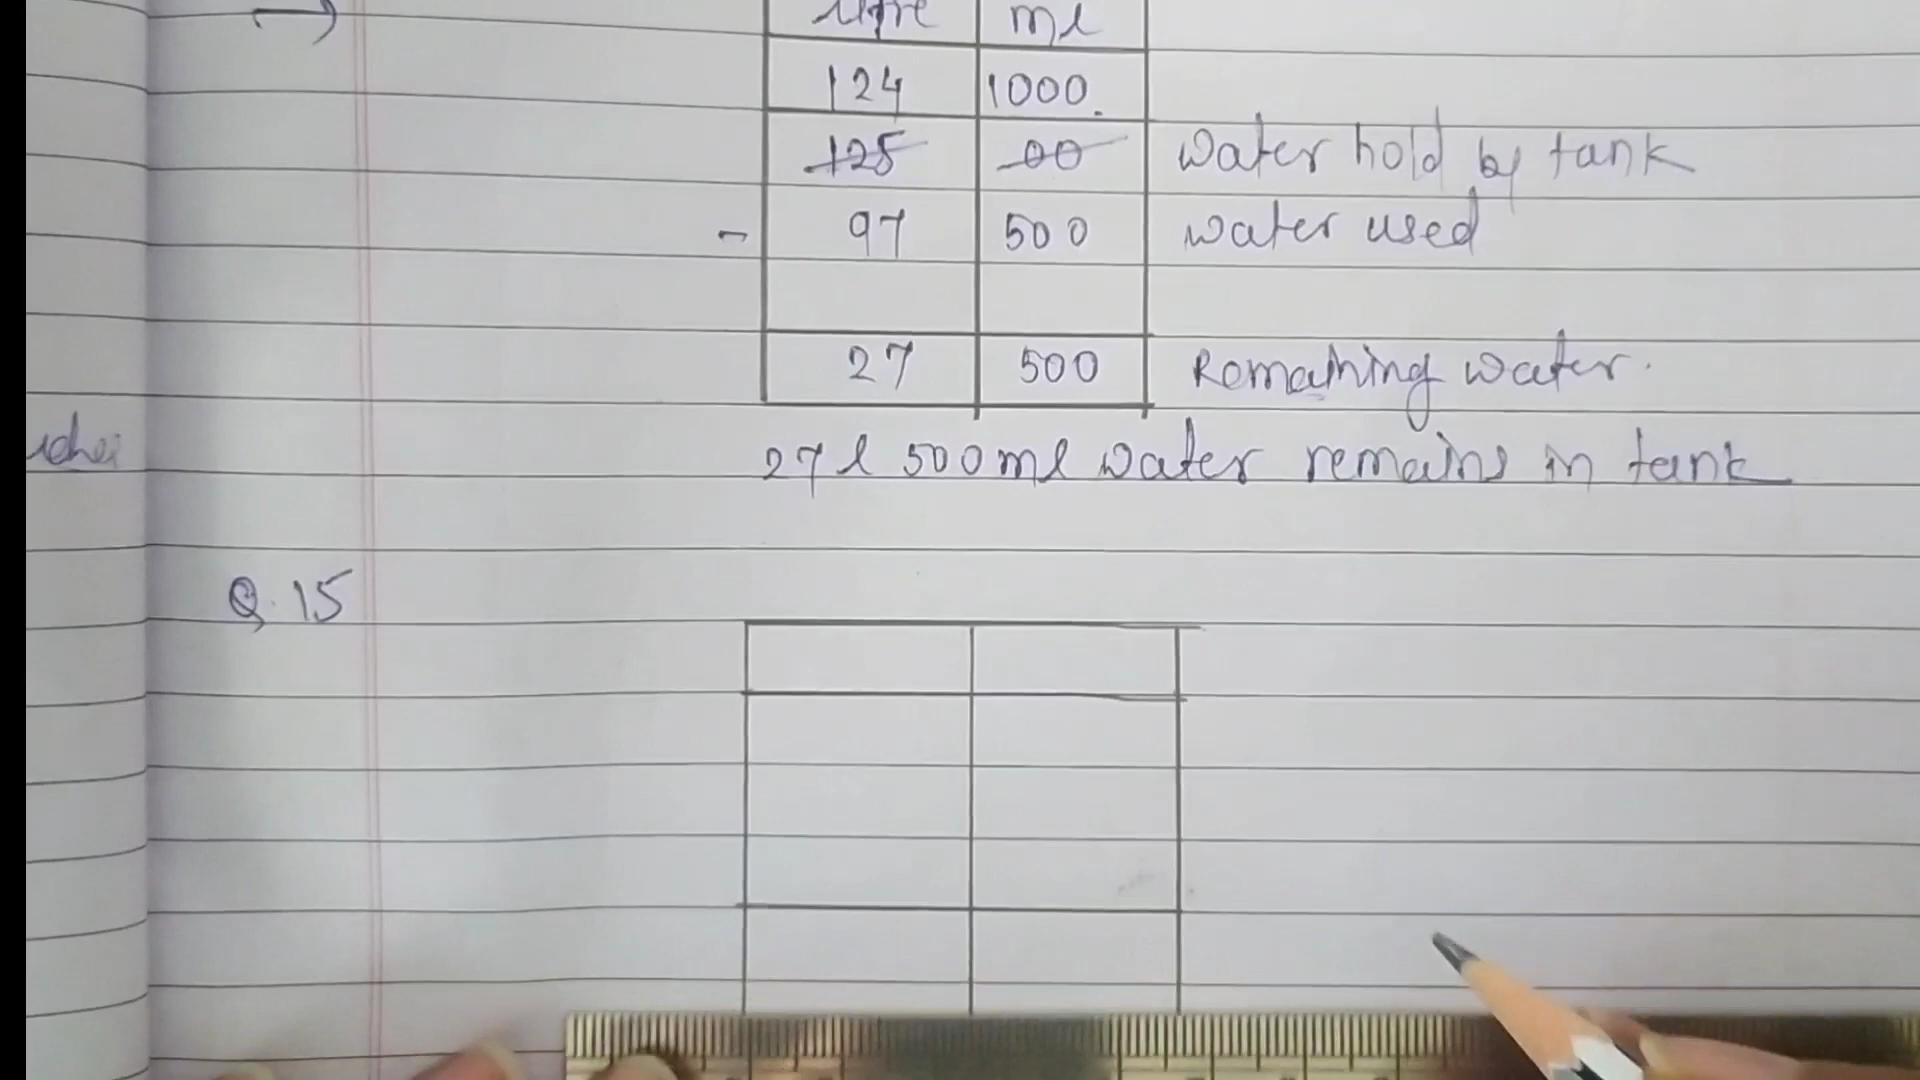 litre ml
124 1000.
125 00 Water hold by tank
- 97 500 water used
27 500 Remaining water.
27 l 500 ml water remains in tank
Q. 15